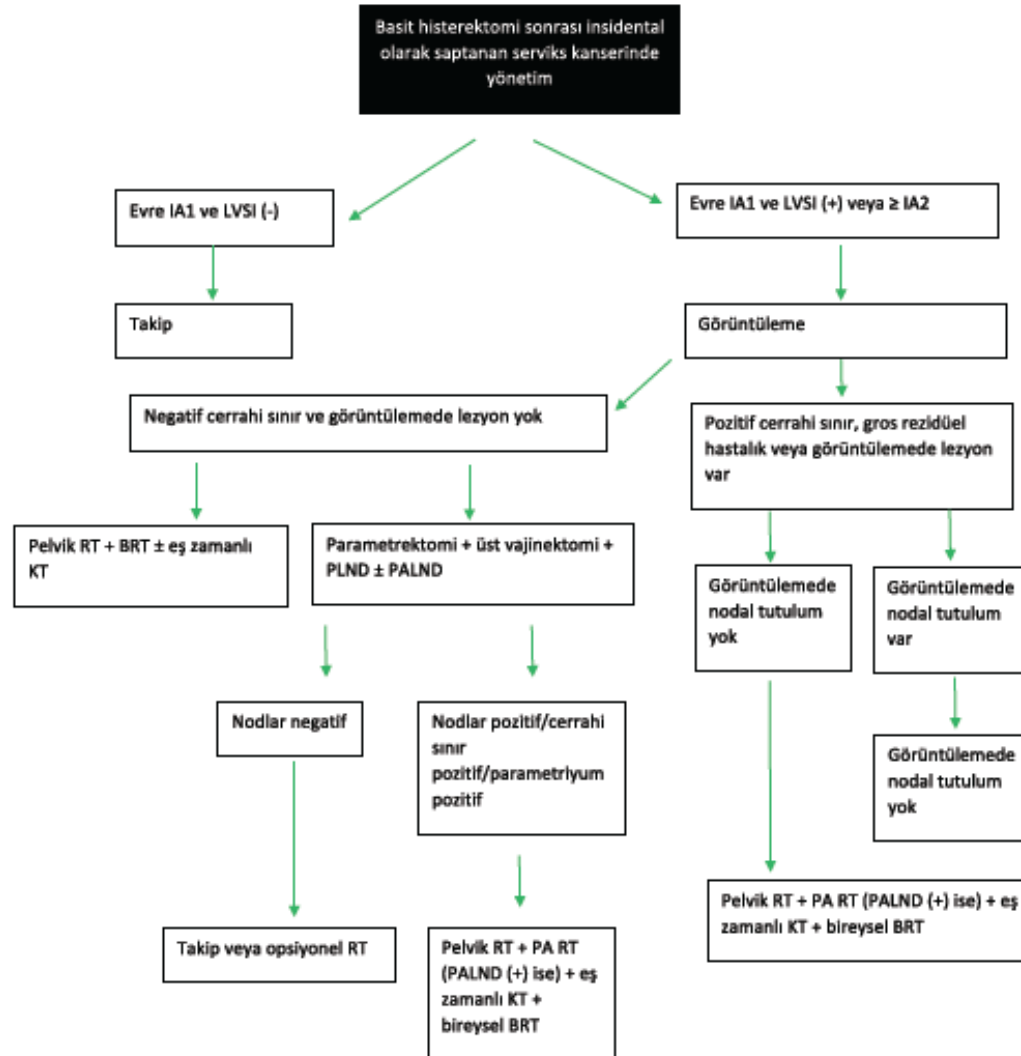 Basit histerektomi sonrası insidental
olarak saptanan serviks kanserinde
yönetim
Evre IA1 ve LVSI (-)
Evre IA1 ve LVSI (+) veya ≥ IA2
Takip
Görüntüleme
Negatif cerrahi sınır ve görüntülemede lezyon yok
Pozitif cerrahi sınır, gros rezidüel
hastalık veya görüntülemede lezyon
var
Pelvik RT + BRT ± eş zamanlı
KT
Parametrektomi + üst vajinektomi +
PLND ± PALND
Görüntülemede
nodal tutulum
yok
Görüntülemede
nodal tutulum
var
Nodlar negatif
Nodlar pozitif/cerrahi
sınır
pozitif/parametriyum
pozitif
Görüntülemede
nodal tutulum
yok
Takip veya opsiyonel RT
Pelvik RT + PA RT
(PALND (+) ise) + eş
zamanlı KT +
bireysel BRT
Pelvik RT + PA RT (PALND (+) ise) + eş
zamanlı KT + bireysel BRT